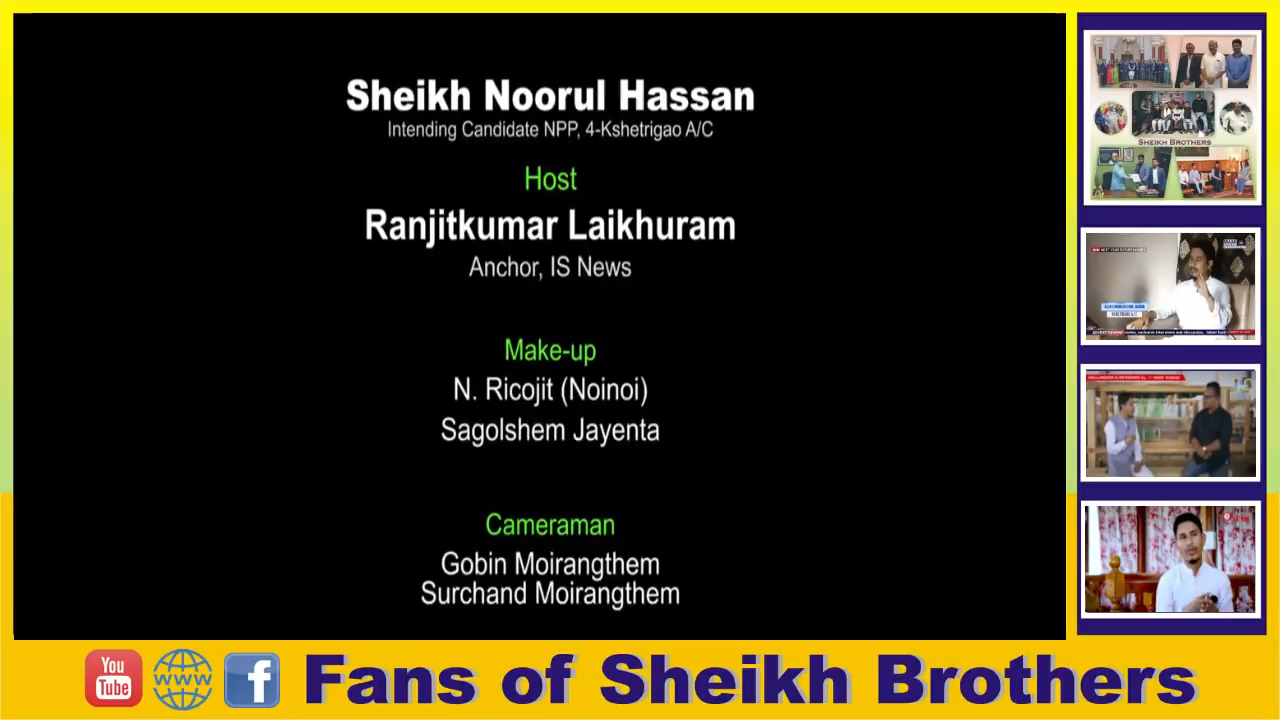 Sheikh Noorul Hassan
Intending Candidate NPP, 4-Kshetrigao A/C
Host
Ranjitkumar Laikhuram
Anchor, IS News
Make-up
N. Ricojit (Noinoi)
Sagolshem Jayenta
Cameraman
Gobin Moirangthem
Surchand Moirangthem
SHEIKH BROTHERS
You
Tube
WWW
f
Fans of Sheikh Brothers